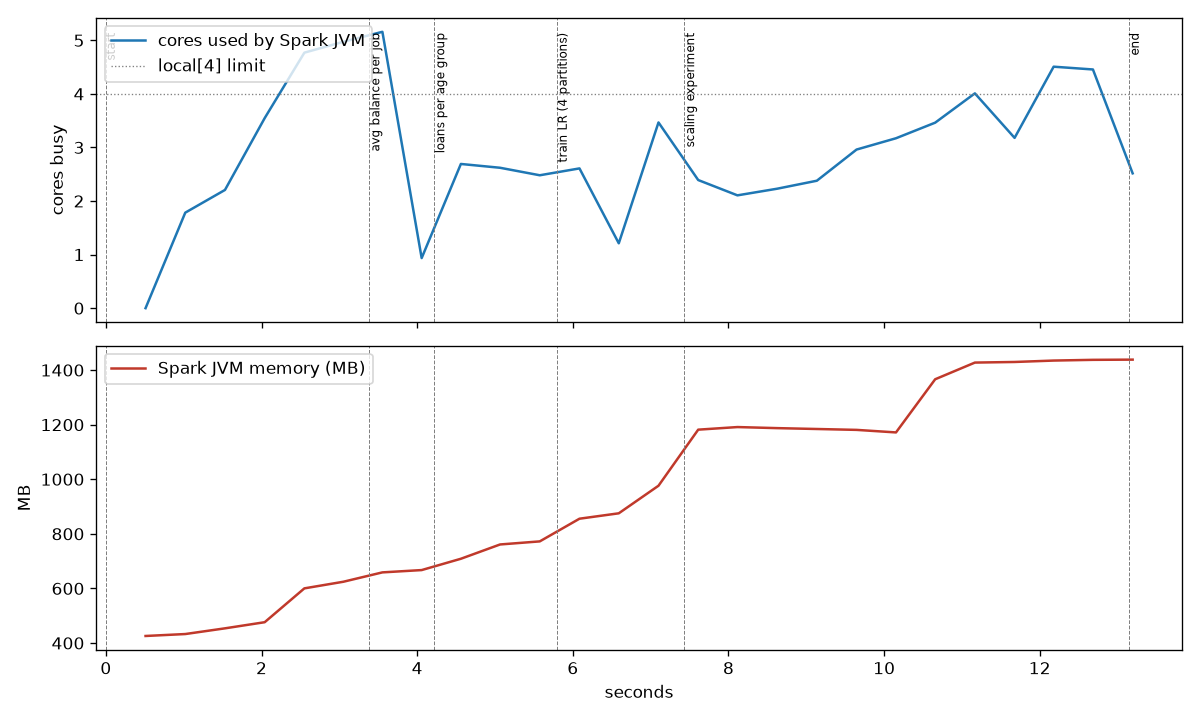 cores used by Spark JVM
local[4] limit
start
avg balance per job
loans per age group
train LR (4 partitions)
scaling experiment
end
cores busy
5
4
3
2
1
0
Spark JVM memory (MB)
MB
1400
1200
1000
800
600
400
0
2
4
6
8
10
12
seconds